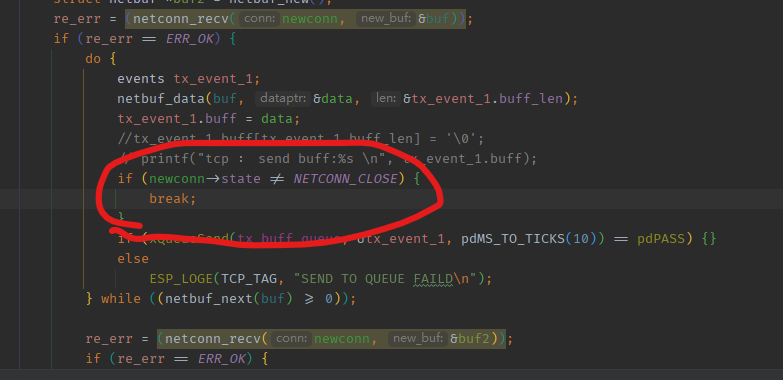 struct netbuf *buf2 = netbuf_new();
re_err = (netconn_recv( conn: newconn, new_buf: &buf));
if (re_err == ERR_OK) {
do {
events tx_event_1;
netbuf_data(buf, dataptr: &data, len: &tx_event_1.buff_len);
tx_event_1.buff = data;
//tx_event_1.buff[tx_event_1.buff_len] = '\0';
// printf("tcp : send buff:%s \n", tx_event_1.buff);
if (newconn->state != NETCONN_CLOSE) {
break;
}
if (xQueueSend(tx_buff_queue, &tx_event_1, pdMS_TO_TICKS(10)) == pdPASS) {}
else
ESP_LOGE(TCP_TAG, "SEND TO QUEUE FAILD\n");
} while ((netbuf_next(buf) >= 0));
re_err = (netconn_recv( conn: newconn, new_buf: &buf2));
if (re_err == ERR_OK) {